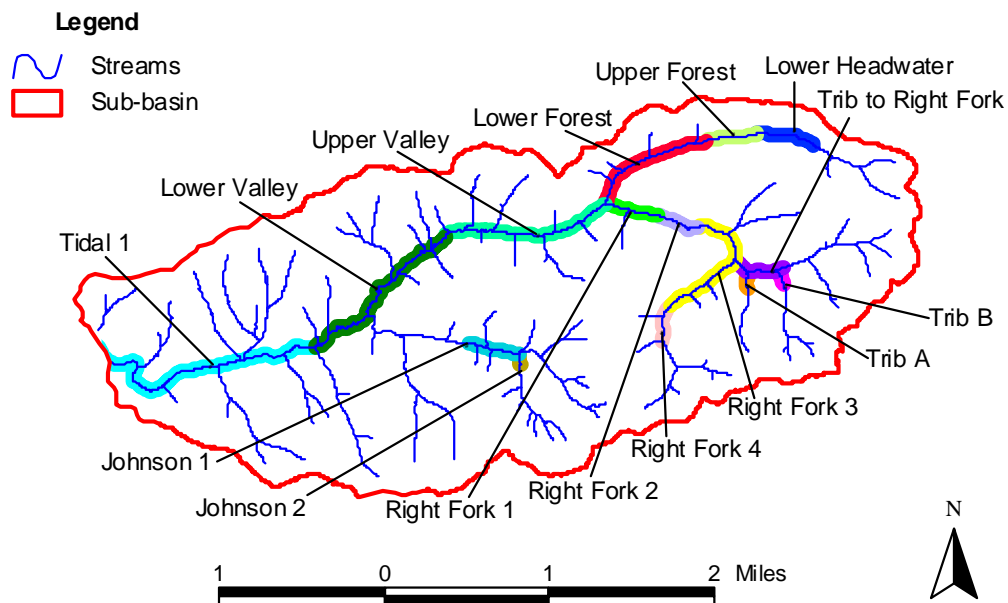 Legend
Streams
Sub-basin
Upper Forest
Lower Headwater
Trib to Right Fork
Lower Forest
Upper Valley
Lower Valley
Tidal 1
Trib B
Trib A
Right Fork 3
Right Fork 4
Right Fork 2
Right Fork 1
Johnson 1
Johnson 2
N
1 0 1 2 Miles